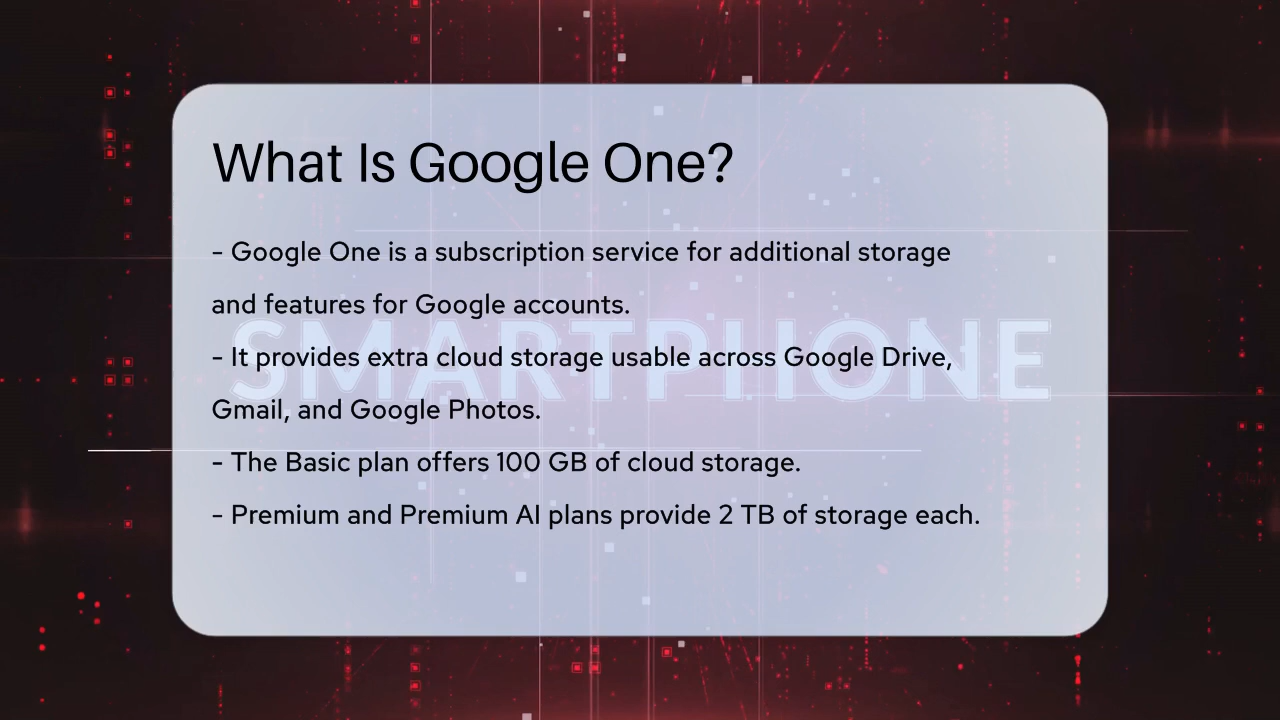 What Is Google One?
– Google One is a subscription service for additional storage
and features for Google accounts.
SMARTPHONE
– It provides extra cloud storage usable across Google Drive,
Gmail, and Google Photos.
– The Basic plan offers 100 GB of cloud storage.
– Premium and Premium AI plans provide 2 TB of storage each.